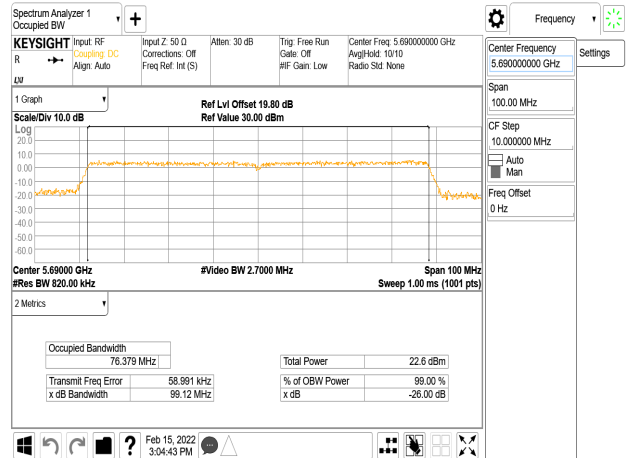 Spectrum Analyzer 1
Occupied BW
Frequency
KEYSIGHT
R
LXI
Input: RF
Coupling: DC
Align: Auto
Input Z: 50 Ω
Corrections: Off
Freq Ref: Int (S)
Atten: 30 dB
Trig: Free Run
Gate: Off
#IF Gain: Low
Center Freq: 5.690000000 GHz
Avg|Hold: 10/10
Radio Std: None
Center Frequency
5.690000000 GHz
Settings
Span
100.00 MHz
CF Step
10.000000 MHz
Auto
Man
Freq Offset
0 Hz
1 Graph
Scale/Div 10.0 dB
Ref Lvl Offset 19.80 dB
Ref Value 30.00 dBm
Log
20.0
10.0
0.00
-10.0
-20.0
-30.0
-40.0
-50.0
-60.0
Center 5.69000 GHz
#Video BW 2.7000 MHz
Span 100 MHz
#Res BW 820.00 kHz
Sweep 1.00 ms (1001 pts)
2 Metrics
Occupied Bandwidth
76.379 MHz
Total Power 22.6 dBm
Transmit Freq Error 58.991 kHz
% of OBW Power 99.00 %
x dB Bandwidth 99.12 MHz
x dB -26.00 dB
?
Feb 15, 2022
3:04:43 PM